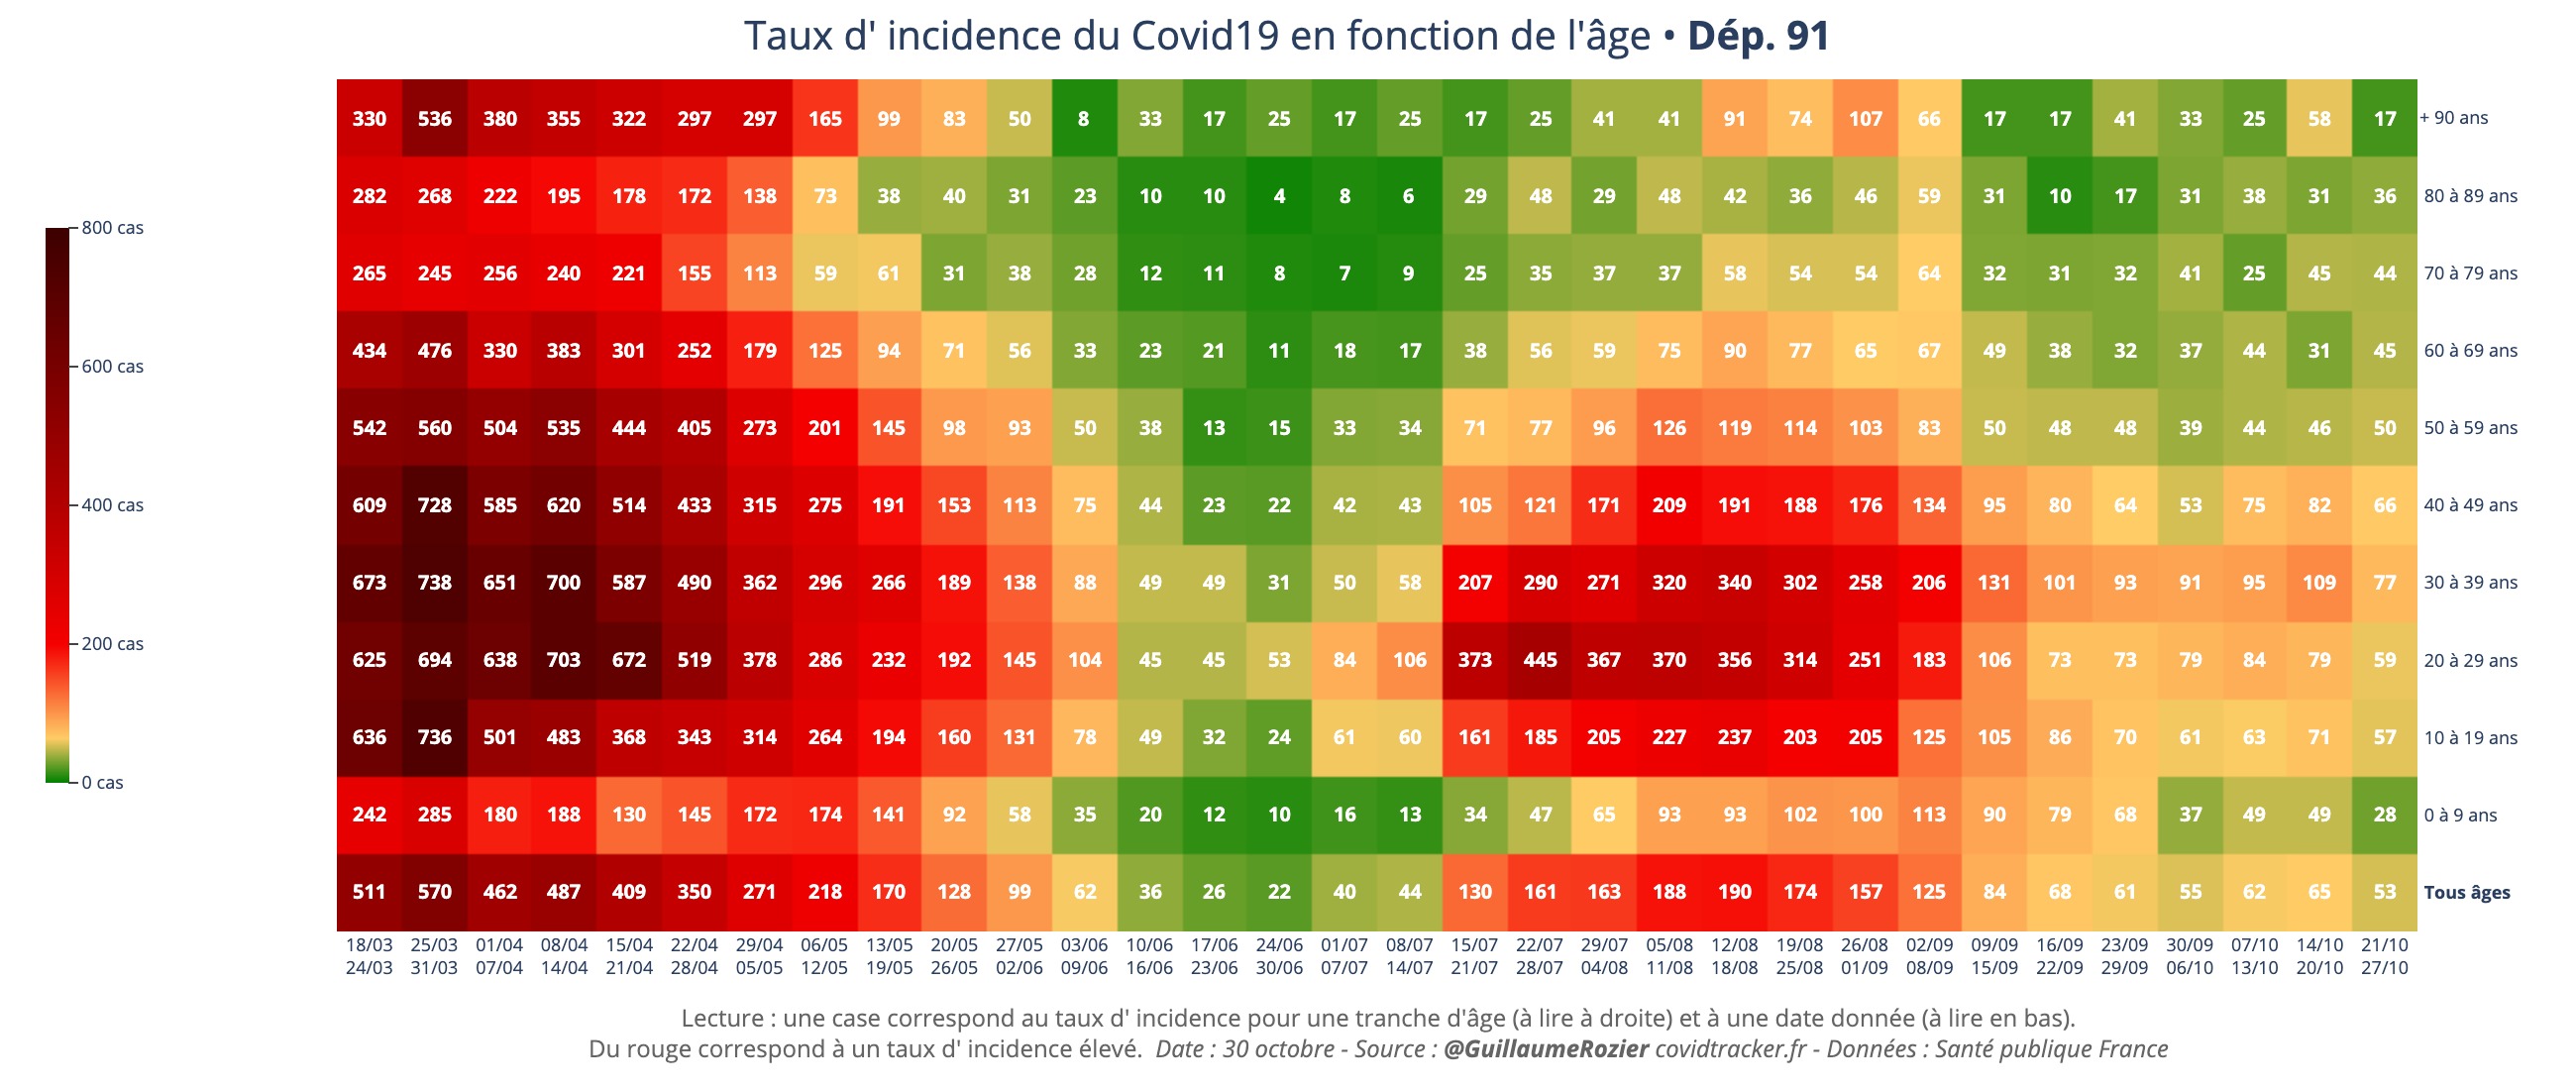 Taux d' incidence du Covid19 en fonction de l'âge • Dép. 91
330 536 380 355 322 297 297 165 99 83 50 8 33 17 25 17 25 17 25 41 41 91 74 107 66 17 17 41 33 25 58 17 + 90 ans
282 268 222 195 178 172 138 73 38 40 31 23 10 10 4 8 6 29 48 29 48 42 36 46 59 31 10 17 31 38 31 36 80 à 89 ans
800 cas
265 245 256 240 221 155 113 59 61 31 38 28 12 11 8 7 9 25 35 37 37 58 54 54 64 32 31 32 41 25 45 44 70 à 79 ans
434 476 330 383 301 252 179 125 94 71 56 33 23 21 11 18 17 38 56 59 75 90 77 65 67 49 38 32 37 44 31 45 60 à 69 ans
600 cas
542 560 504 535 444 405 273 201 145 98 93 50 38 13 15 33 34 71 77 96 126 119 114 103 83 50 48 48 39 44 46 50 50 à 59 ans
400 cas
609 728 585 620 514 433 315 275 191 153 113 75 44 23 22 42 43 105 121 171 209 191 188 176 134 95 80 64 53 75 82 66 40 à 49 ans
673 738 651 700 587 490 362 296 266 189 138 88 49 49 31 50 58 207 290 271 320 340 302 258 206 131 101 93 91 95 109 77 30 à 39 ans
200 cas
625 694 638 703 672 519 378 286 232 192 145 104 45 45 53 84 106 373 445 367 370 356 314 251 183 106 73 73 79 84 79 59 20 à 29 ans
636 736 501 483 368 343 314 264 194 160 131 78 49 32 24 61 60 161 185 205 227 237 203 205 125 105 86 70 61 63 71 57 10 à 19 ans
0 cas
242 285 180 188 130 145 172 174 141 92 58 35 20 12 10 16 13 34 47 65 93 93 102 100 113 90 79 68 37 49 49 28 0 à 9 ans
511 570 462 487 409 350 271 218 170 128 99 62 36 26 22 40 44 130 161 163 188 190 174 157 125 84 68 61 55 62 65 53 Tous âges
18/03 25/03 01/04 08/04 15/04 22/04 29/04 06/05 13/05 20/05 27/05 03/06 10/06 17/06 24/06 01/07 08/07 15/07 22/07 29/07 05/08 12/08 19/08 26/08 02/09 09/09 16/09 23/09 30/09 07/10 14/10 21/10
24/03 31/03 07/04 14/04 21/04 28/04 05/05 12/05 19/05 26/05 02/06 09/06 16/06 23/06 30/06 07/07 14/07 21/07 28/07 04/08 11/08 18/08 25/08 01/09 08/09 15/09 22/09 29/09 06/10 13/10 20/10 27/10
Lecture : une case correspond au taux d' incidence pour une tranche d'âge (à lire à droite) et à une date donnée (à lire en bas).
Du rouge correspond à un taux d' incidence élevé. Date : 30 octobre - Source : @GuillaumeRozier covidtracker.fr - Données : Santé publique France